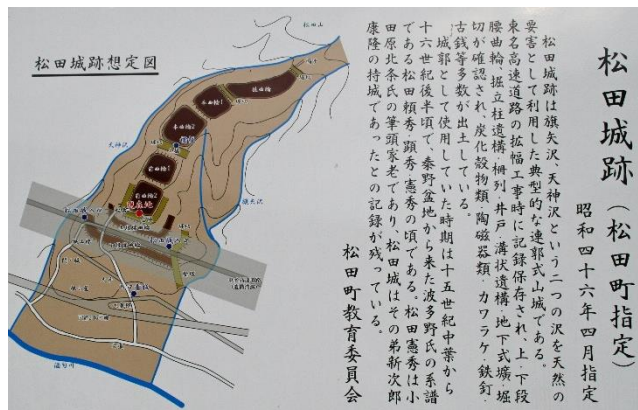 松田城跡（松田町指定）
昭和四十六年四月指定
松田城跡は旗矢沢、天神沢という二つの沢を天然の
要害として利用した典型的な連郭式山城である。
東名高速道路の拡幅工事時に記録保存され、上・下段
腰曲輪、掘立柱遺構・柵列・井戸・溝状遺構・地下式壙・堀
切が確認され、炭化穀物類・陶磁器類・カワラケ・鉄釘・
古銭等多数が出土している。
城郭として使用していた時期は十五世紀中葉から
十六世紀後半頃で、秦野盆地から来た波多野氏の系譜
である松田頼秀・顕秀・憲秀の頃である。松田憲秀は小
田原北条氏の筆頭家老であり、松田城はその弟新次郎
康隆の持城であったとの記録が残っている。
松田町教育委員会
松田城跡想定図
松田山
天神沢
旗矢沢
本曲輪2
本曲輪1
前曲輪1
前曲輪2
現在地
酒匂川